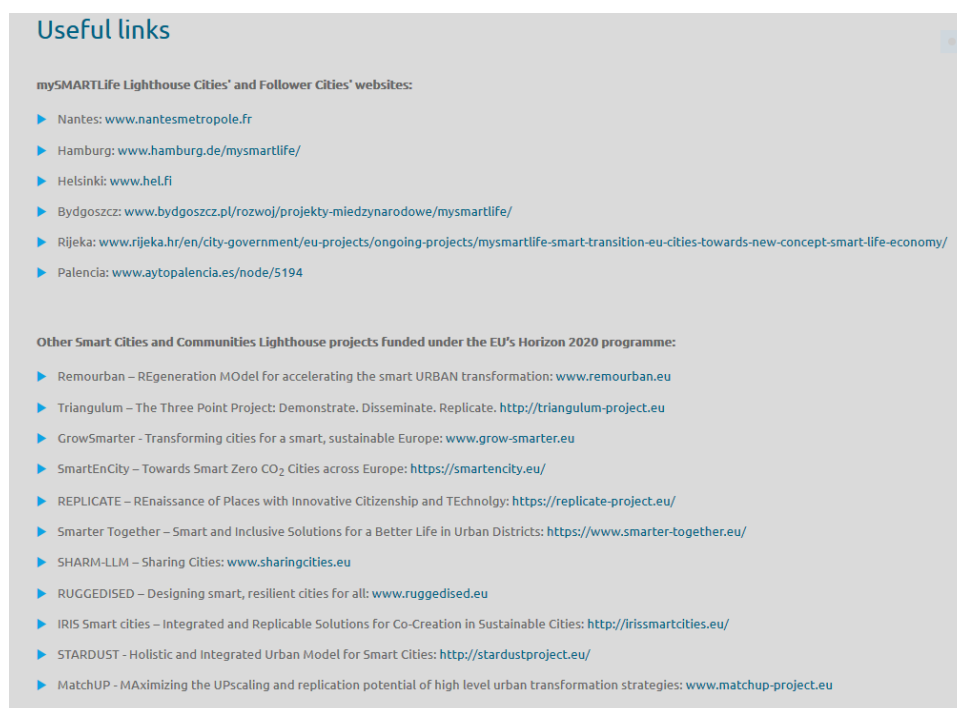 Useful links
mySMARTLife Lighthouse Cities' and Follower Cities' websites:
Nantes: www.nantesmetropole.fr
Hamburg: www.hamburg.de/mysmartlife/
Helsinki: www.hel.fi
Bydgoszcz: www.bydgoszcz.pl/rozwoj/projekty-miedzynarodowe/mysmartlife/
Rijeka: www.rijeka.hr/en/city-government/eu-projects/ongoing-projects/mysmartlife-smart-transition-eu-cities-towards-new-concept-smart-life-economy/
Palencia: www.aytopalencia.es/node/5194
Other Smart Cities and Communities Lighthouse projects funded under the EU's Horizon 2020 programme:
Remourban – REgeneration MOdel for accelerating the smart URBAN transformation: www.remourban.eu
Triangulum – The Three Point Project: Demonstrate. Disseminate. Replicate. http://triangulum-project.eu
GrowSmarter - Transforming cities for a smart, sustainable Europe: www.grow-smarter.eu
SmartEnCity – Towards Smart Zero CO2 Cities across Europe: https://smartencity.eu/
REPLICATE – REnaissance of Places with Innovative Citizenship and TEchnolgy: https://replicate-project.eu/
Smarter Together – Smart and Inclusive Solutions for a Better Life in Urban Districts: https://www.smarter-together.eu/
SHARM-LLM – Sharing Cities: www.sharingcities.eu
RUGGEDISED – Designing smart, resilient cities for all: www.ruggedised.eu
IRIS Smart cities – Integrated and Replicable Solutions for Co-Creation in Sustainable Cities: http://irissmartcities.eu/
STARDUST - Holistic and Integrated Urban Model for Smart Cities: http://stardustproject.eu/
MatchUP - MAximizing the UPscaling and replication potential of high level urban transformation strategies: www.matchup-project.eu